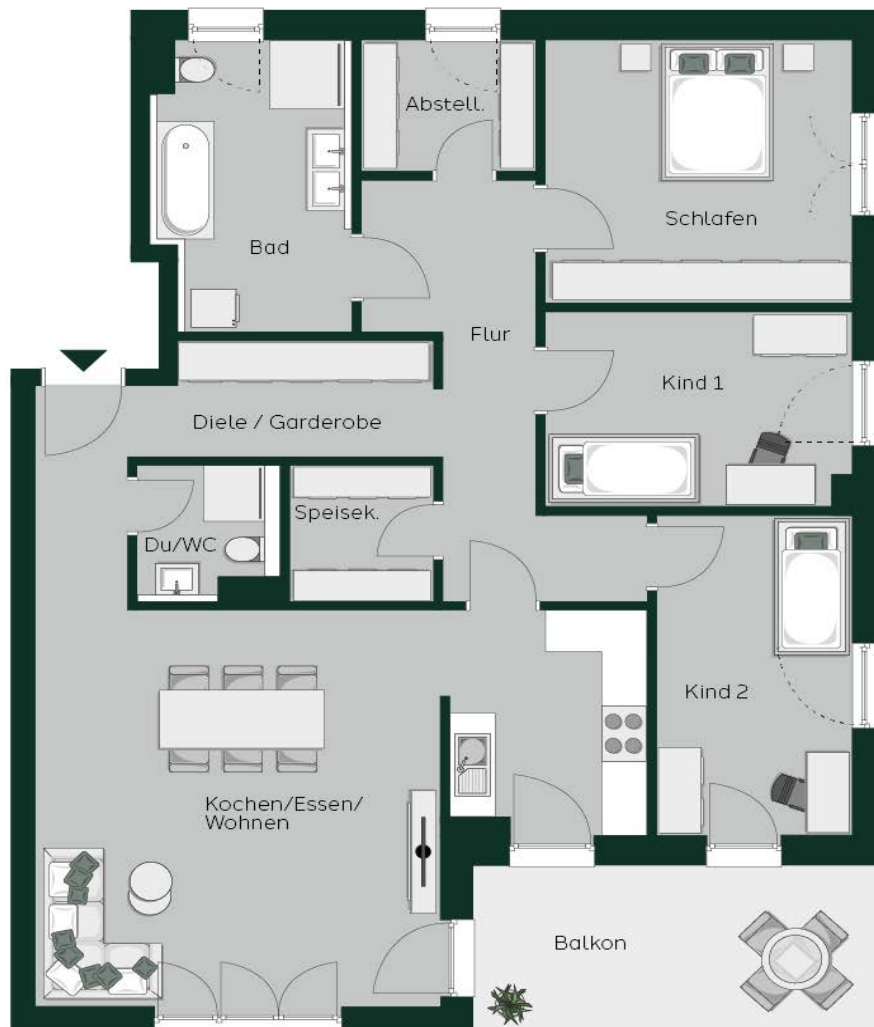 Abstell.
Schlafen
Bad
Flur
Kind 1
Diele / Garderobe
Speisek.
Du/WC
Kind 2
Kochen/Essen/
Wohnen
Balkon